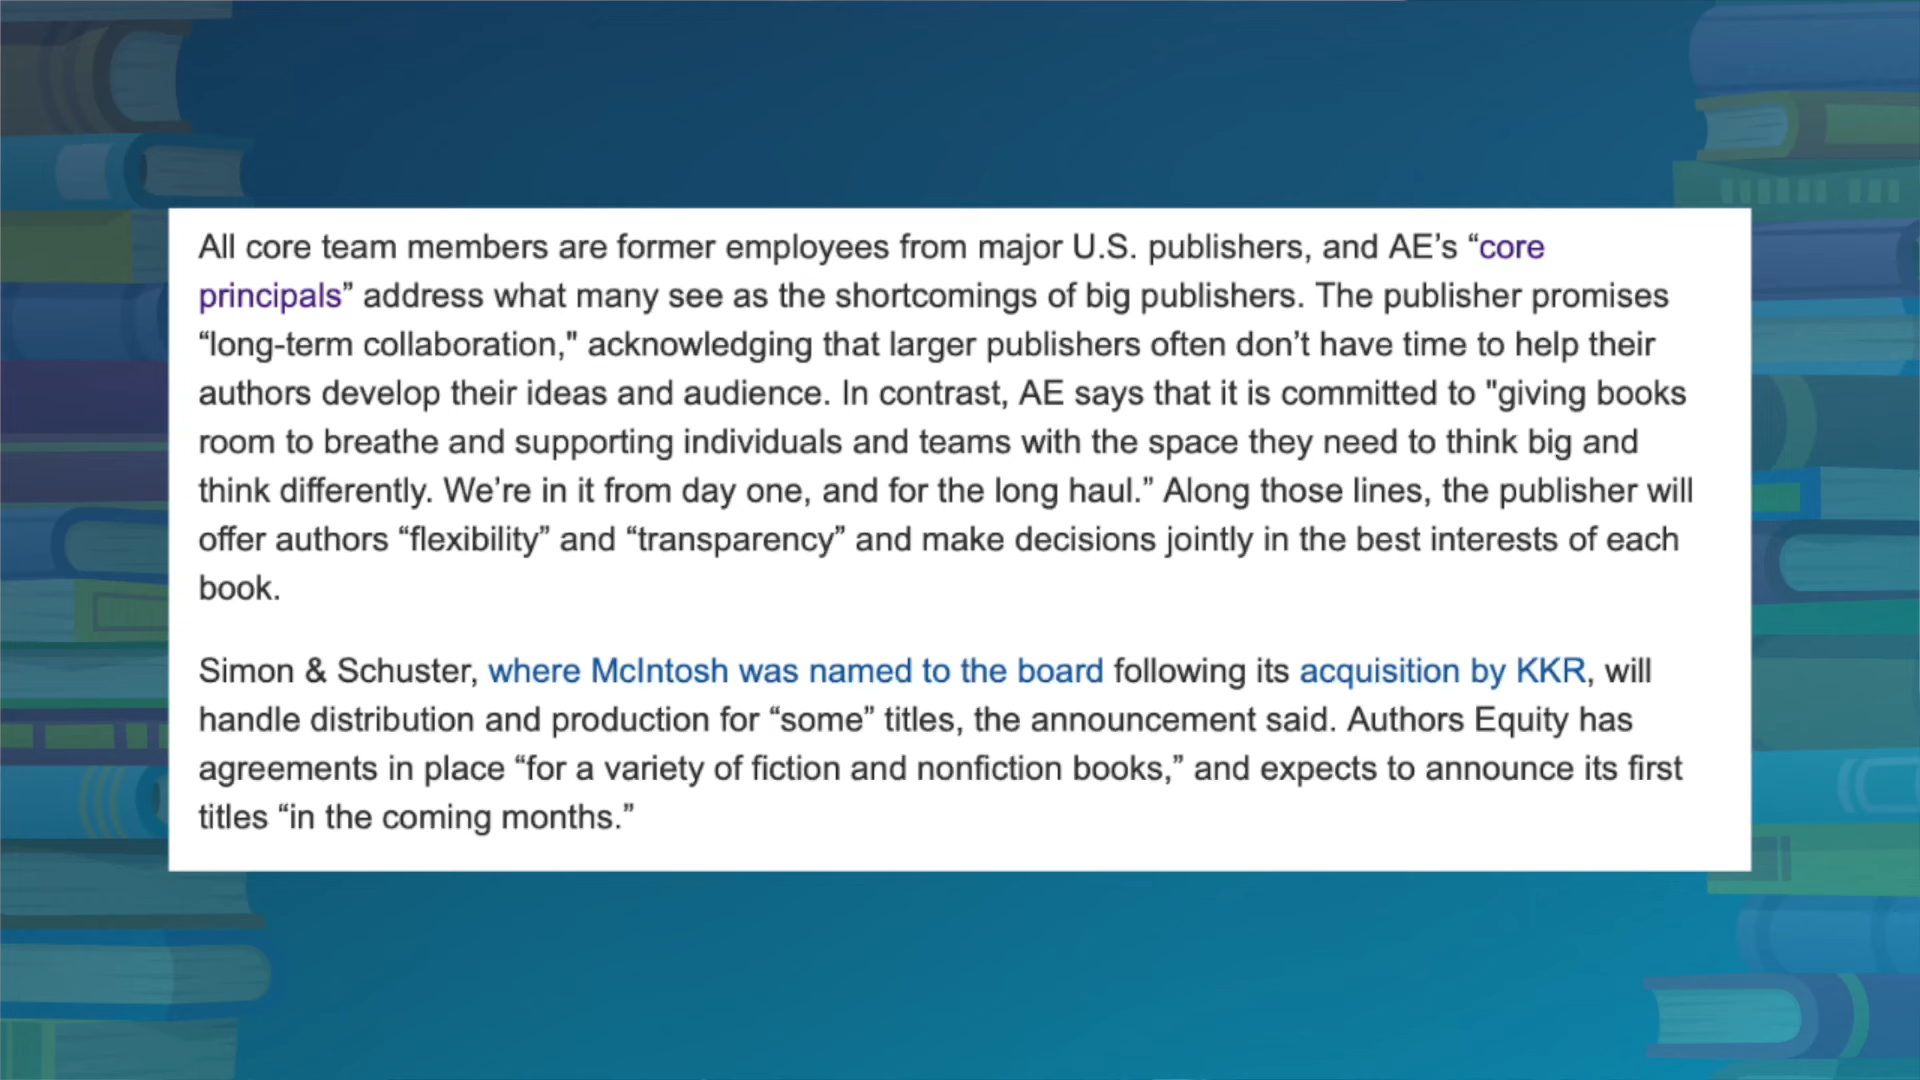 All core team members are former employees from major U.S. publishers, and AE’s “core
principals” address what many see as the shortcomings of big publishers. The publisher promises
“long-term collaboration," acknowledging that larger publishers often don’t have time to help their
authors develop their ideas and audience. In contrast, AE says that it is committed to "giving books
room to breathe and supporting individuals and teams with the space they need to think big and
think differently. We’re in it from day one, and for the long haul.” Along those lines, the publisher will
offer authors “flexibility” and “transparency” and make decisions jointly in the best interests of each
book.
Simon & Schuster, where McIntosh was named to the board following its acquisition by KKR, will
handle distribution and production for “some” titles, the announcement said. Authors Equity has
agreements in place “for a variety of fiction and nonfiction books,” and expects to announce its first
titles “in the coming months.”